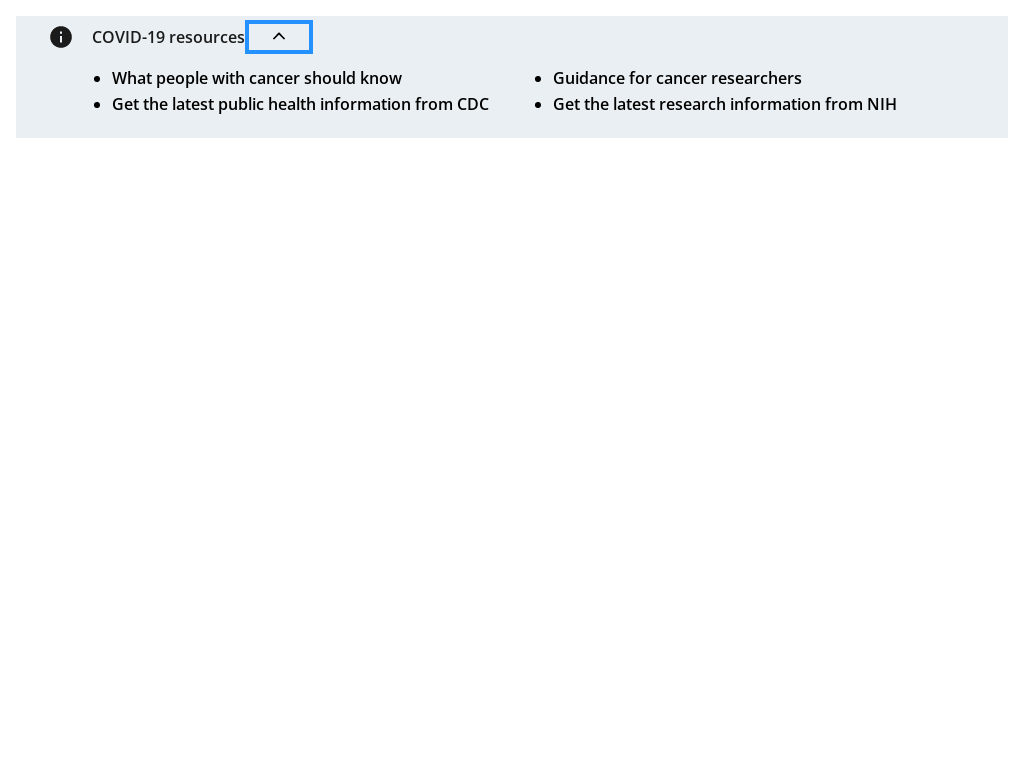 COVID-19 resources
What people with cancer should know
Get the latest public health information from CDC
Guidance for cancer researchers
Get the latest research information from NIH